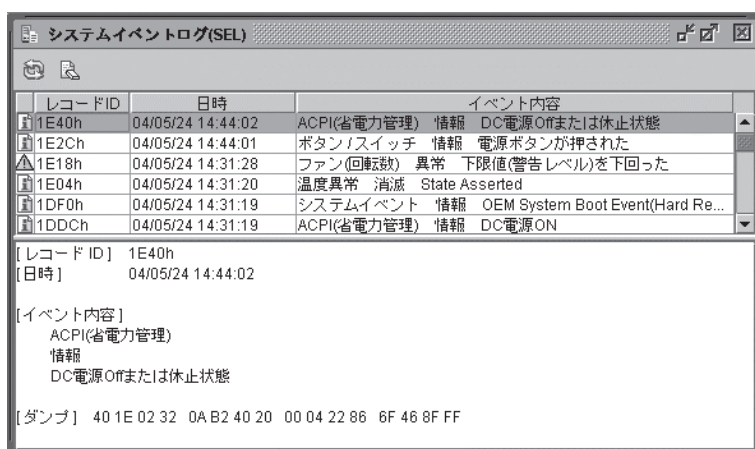 システムイベントログ(SEL)
レコードID 日時 イベント内容
1E40h 04/05/24 14:44:02 ACPI(省電力管理) 情報 DC電源Offまたは休止状態
1E2Ch 04/05/24 14:44:01 ボタン/スイッチ 情報 電源ボタンが押された
1E18h 04/05/24 14:31:28 ファン(回転数) 異常 下限値(警告レベル)を下回った
1E04h 04/05/24 14:31:20 温度異常 消滅 State Asserted
1DF0h 04/05/24 14:31:19 システムイベント 情報 OEM System Boot Event(Hard Re...
1DDCh 04/05/24 14:31:19 ACPI(省電力管理) 情報 DC電源ON
[レコード ID] 1E40h
[日時] 04/05/24 14:44:02
[イベント内容]
ACPI(省電力管理)
情報
DC電源Offまたは休止状態
[ダンプ] 40 1E 02 32 0A B2 40 20 00 04 22 86 6F 46 8F FF